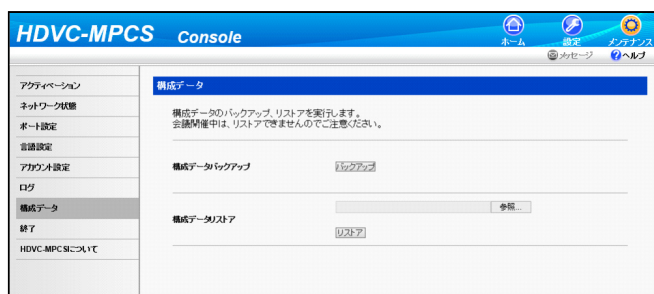 HDVC-MPCS Console
ホーム
設定
メンテナンス
メッセージ
ヘルプ
アクティベーション
ネットワーク状態
ポート設定
言語設定
アカウント設定
ログ
構成データ
終了
HDVC-MPCSについて
構成データ
構成データのバックアップ、リストアを実行します。
会議開催中は、リストアできませんのでご注意ください。
構成データバックアップ
バックアップ
構成データリストア
参照...
リストア